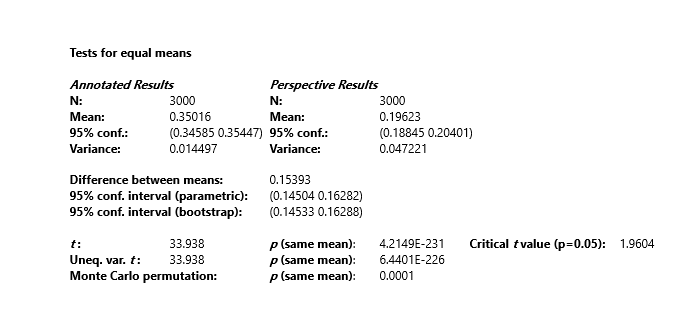 Tests for equal means
Annotated Results Perspective Results
N: 3000 N: 3000
Mean: 0.35016 Mean: 0.19623
95% conf.: (0.34585 0.35447) 95% conf.: (0.18845 0.20401)
Variance: 0.014497 Variance: 0.047221
Difference between means: 0.15393
95% conf. interval (parametric): (0.14504 0.16282)
95% conf. interval (bootstrap): (0.14533 0.16288)
t : 33.938 p (same mean): 4.2149E-231 Critical t value (p=0.05): 1.9604
Uneq. var. t : 33.938 p (same mean): 6.4401E-226
Monte Carlo permutation: p (same mean): 0.0001